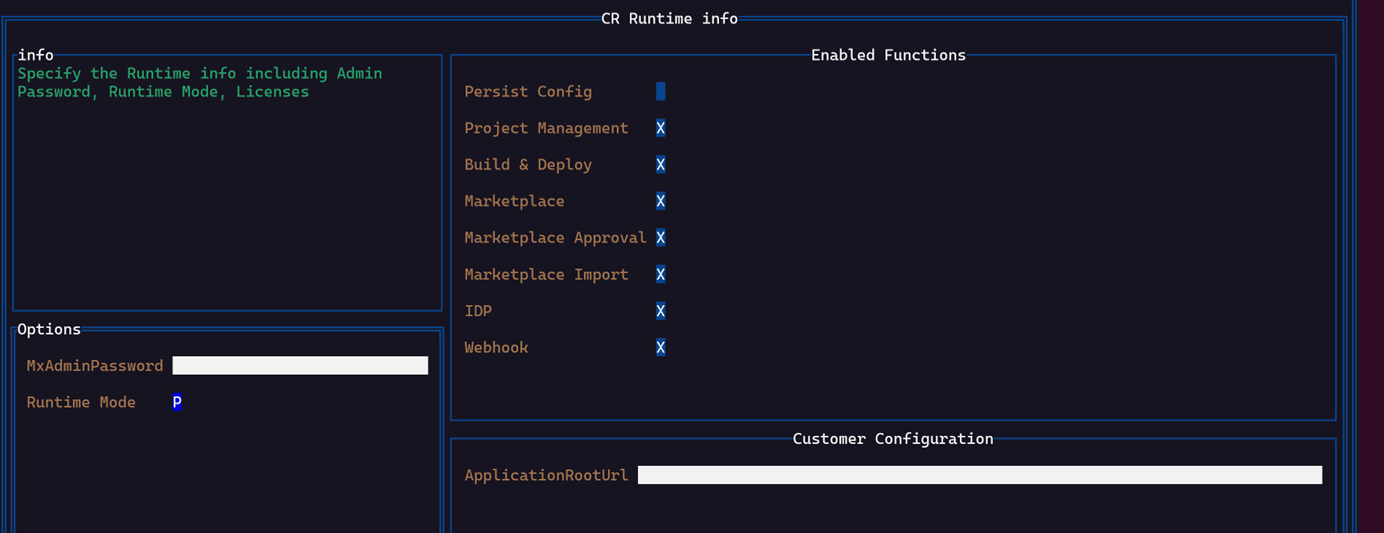 CR Runtime info
info
Specify the Runtime info including Admin
Password, Runtime Mode, Licenses
Options
MxAdminPassword
Runtime Mode P
Enabled Functions
Persist Config
Project Management X
Build & Deploy X
Marketplace X
Marketplace Approval X
Marketplace Import X
IDP X
Webhook X
Customer Configuration
ApplicationRootUrl